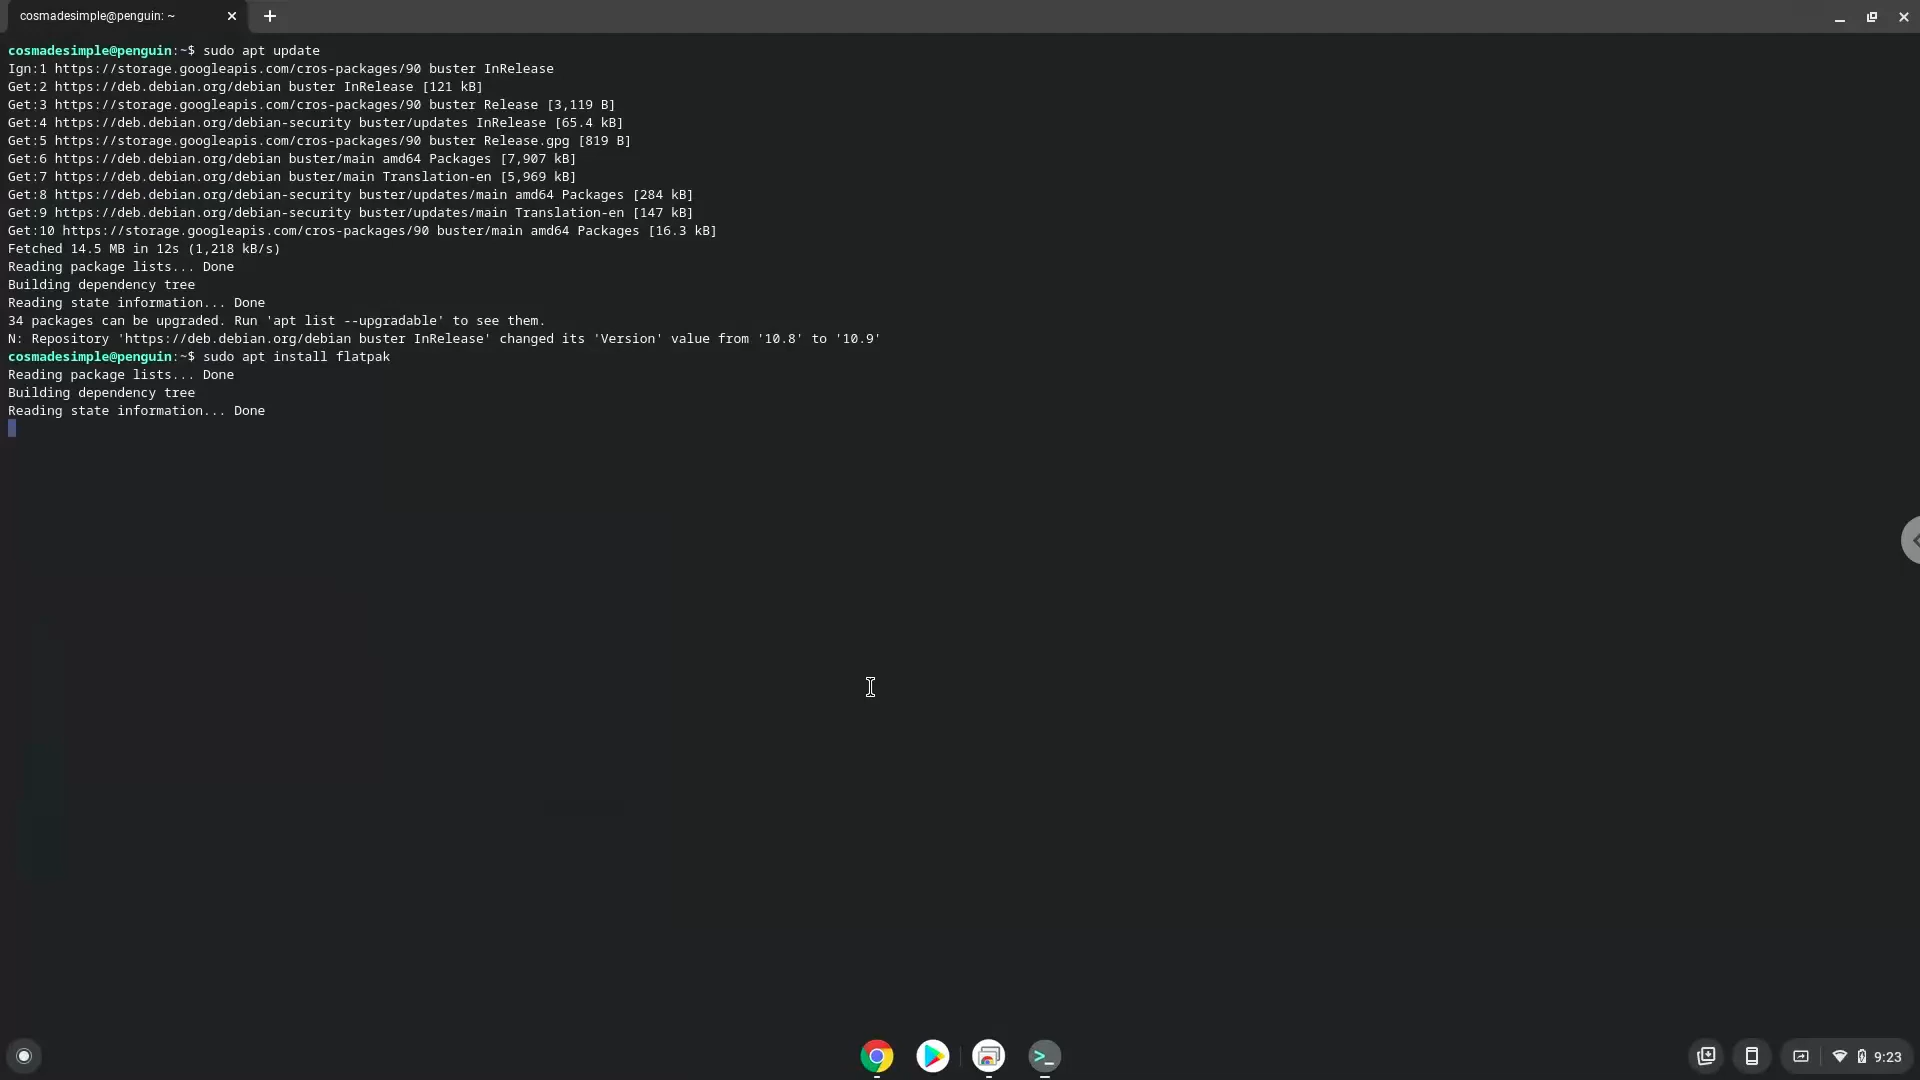 cosmadesimple@penguin: ~
cosmadesimple@penguin:~$ sudo apt update
Ign:1 https://storage.googleapis.com/cros-packages/90 buster InRelease
Get:2 https://deb.debian.org/debian buster InRelease [121 kB]
Get:3 https://storage.googleapis.com/cros-packages/90 buster Release [3,119 B]
Get:4 https://deb.debian.org/debian-security buster/updates InRelease [65.4 kB]
Get:5 https://storage.googleapis.com/cros-packages/90 buster Release.gpg [819 B]
Get:6 https://deb.debian.org/debian buster/main amd64 Packages [7,907 kB]
Get:7 https://deb.debian.org/debian buster/main Translation-en [5,969 kB]
Get:8 https://deb.debian.org/debian-security buster/updates/main amd64 Packages [284 kB]
Get:9 https://deb.debian.org/debian-security buster/updates/main Translation-en [147 kB]
Get:10 https://storage.googleapis.com/cros-packages/90 buster/main amd64 Packages [16.3 kB]
Fetched 14.5 MB in 12s (1,218 kB/s)
Reading package lists... Done
Building dependency tree
Reading state information... Done
34 packages can be upgraded. Run 'apt list --upgradable' to see them.
N: Repository 'https://deb.debian.org/debian buster InRelease' changed its 'Version' value from '10.8' to '10.9'
cosmadesimple@penguin:~$ sudo apt install flatpak
Reading package lists... Done
Building dependency tree
Reading state information... Done
9:23